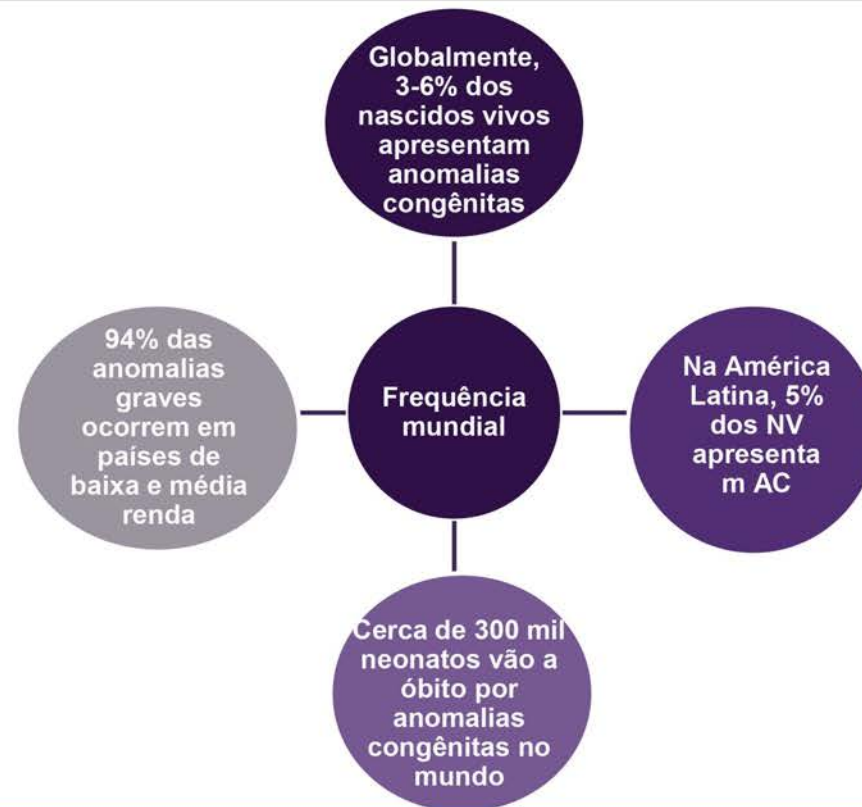 Globalmente,
3-6% dos
nascidos vivos
apresentam
anomalias
congênitas
94% das
anomalias
graves
ocorrem em
países de
baixa e média
renda
Frequência
mundial
Na América
Latina, 5%
dos NV
apresenta
m AC
Cerca de 300 mil
neonatos vão a
óbito por
anomalias
congênitas no
mundo